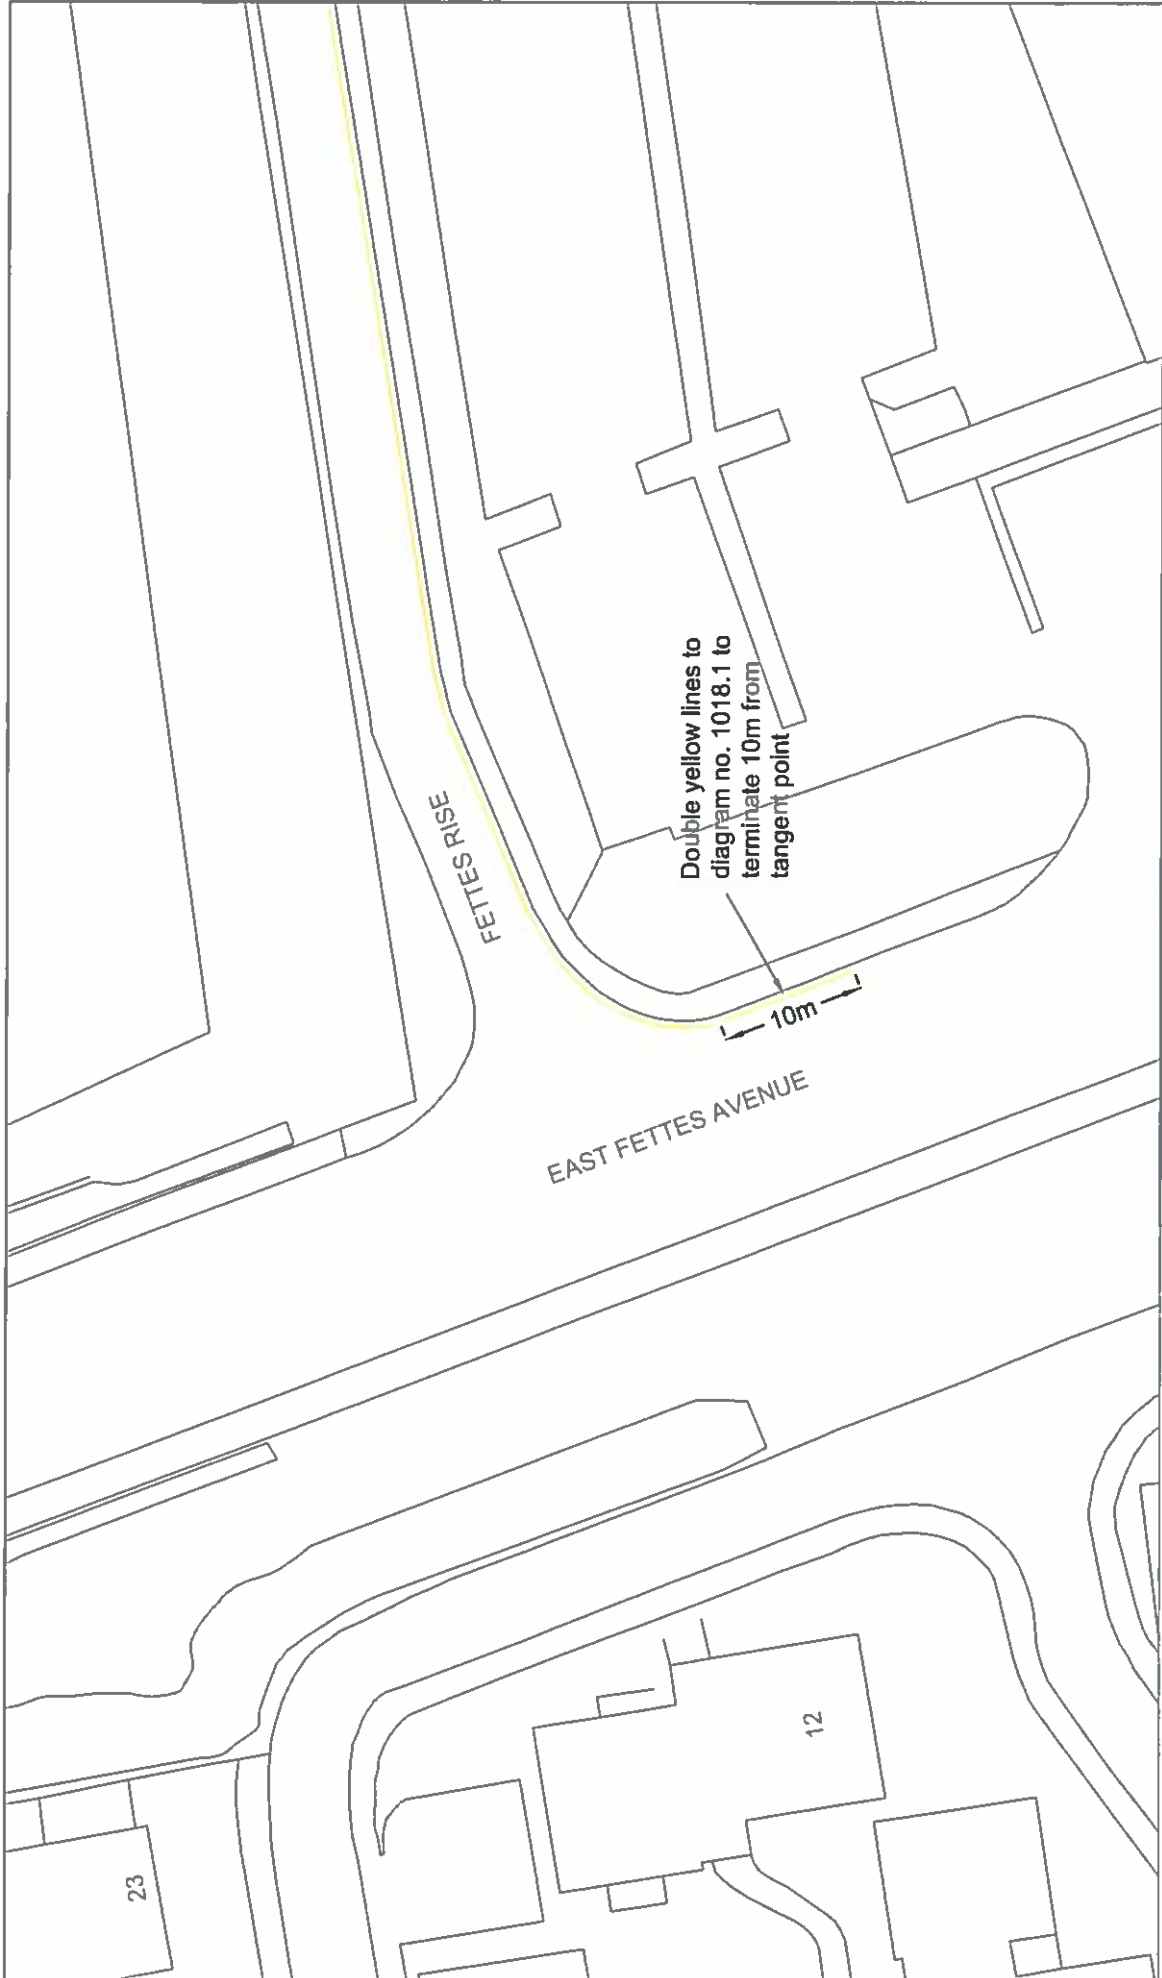 FETTES RISE
Double yellow lines to
diagram no. 1018.1 to
terminate 10m from
tangent point
10m
EAST FETTES AVENUE
12
23